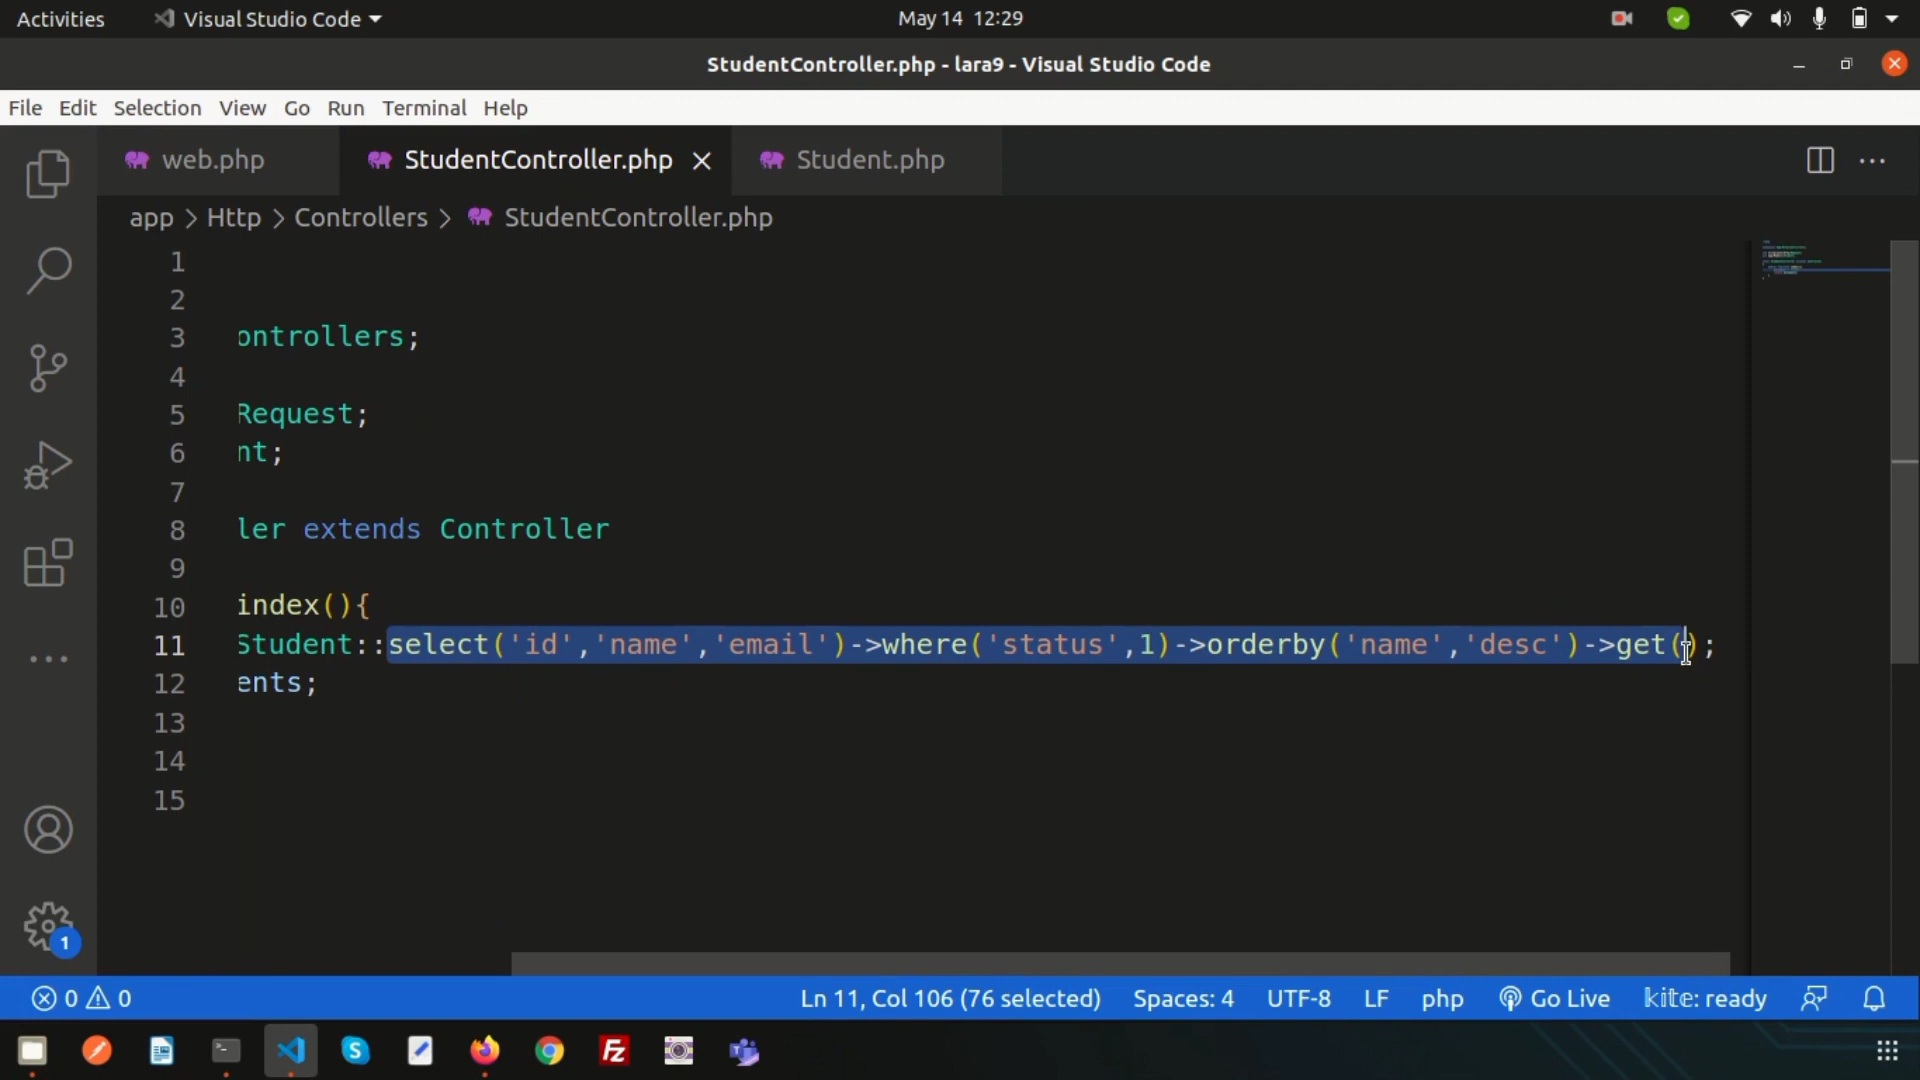 Activities Visual Studio Code May 14 12:29
StudentController.php - lara9 - Visual Studio Code
File Edit Selection View Go Run Terminal Help
web.php StudentController.php Student.php
app > Http > Controllers > StudentController.php
1
2
3 ontrollers;
4
5 Request;
6 nt;
7
8 ler extends Controller
9
10 index(){
11 Student::select('id','name','email')->where('status',1)->orderby('name','desc')->get();
12 ents;
13
14
15
1
0 0 Ln 11, Col 106 (76 selected) Spaces: 4 UTF-8 LF php Go Live kite: ready